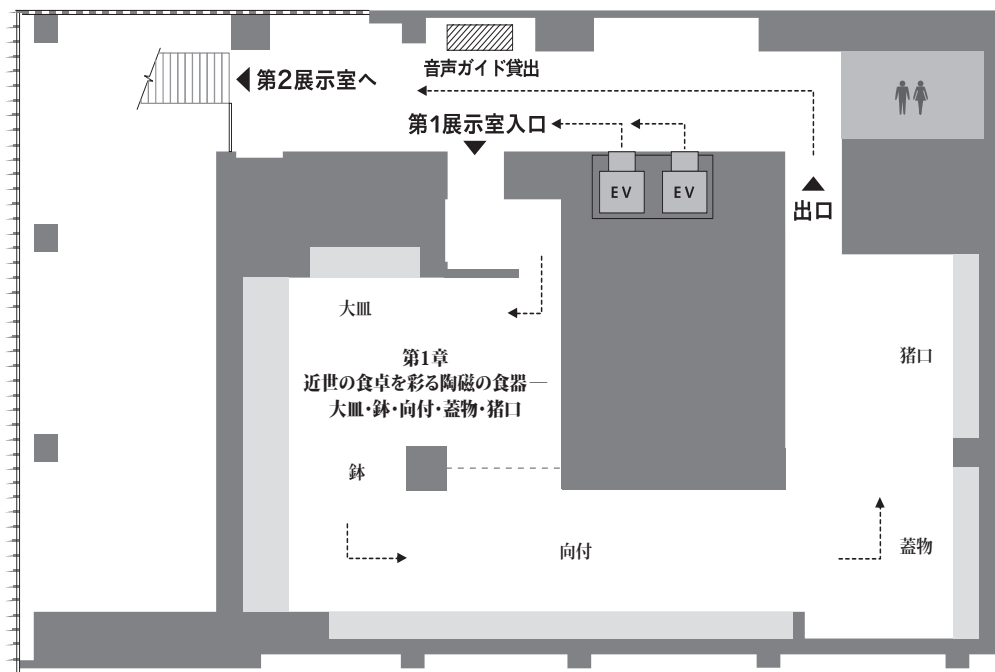 音声ガイド貸出
第2展示室へ
第1展示室入口
EV
EV
出口
大皿
第1章
近世の食卓を彩る陶磁の食器―
大皿・鉢・向付・蓋物・猪口
猪口
鉢
向付
蓋物